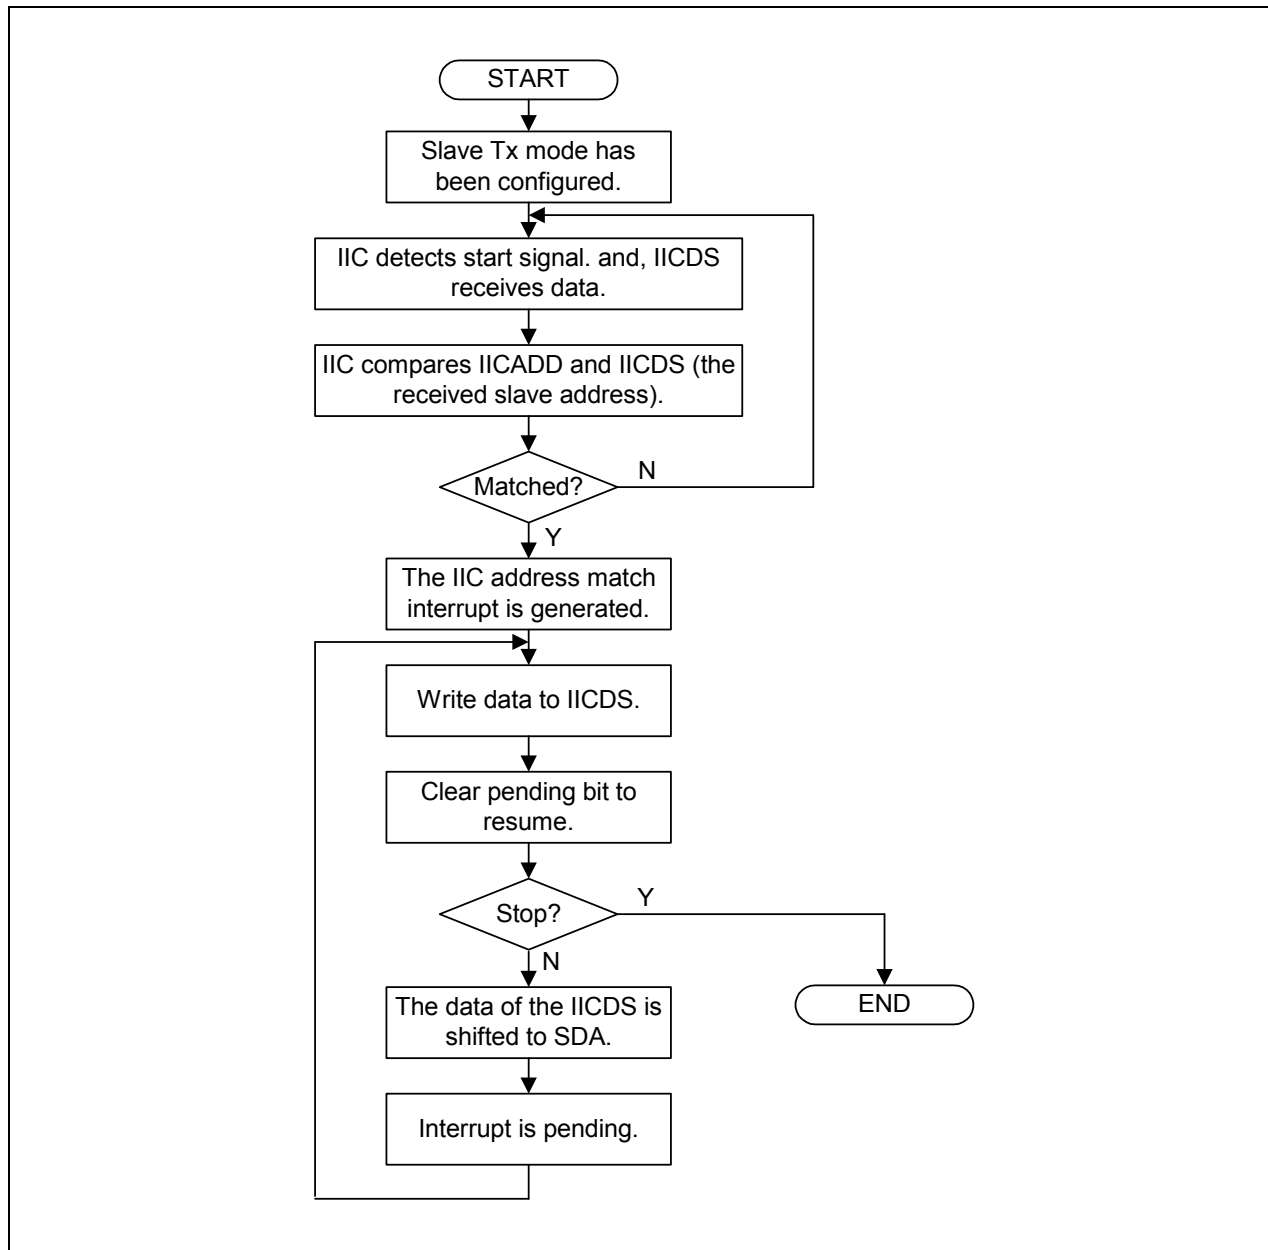 START
Slave Tx mode has
been configured.
IIC detects start signal. and, IICDS
receives data.
IIC compares IICADD and IICDS (the
received slave address).
Matched?
N
Y
The IIC address match
interrupt is generated.
Write data to IICDS.
Clear pending bit to
resume.
Stop?
Y
N
The data of the IICDS is
shifted to SDA.
END
Interrupt is pending.